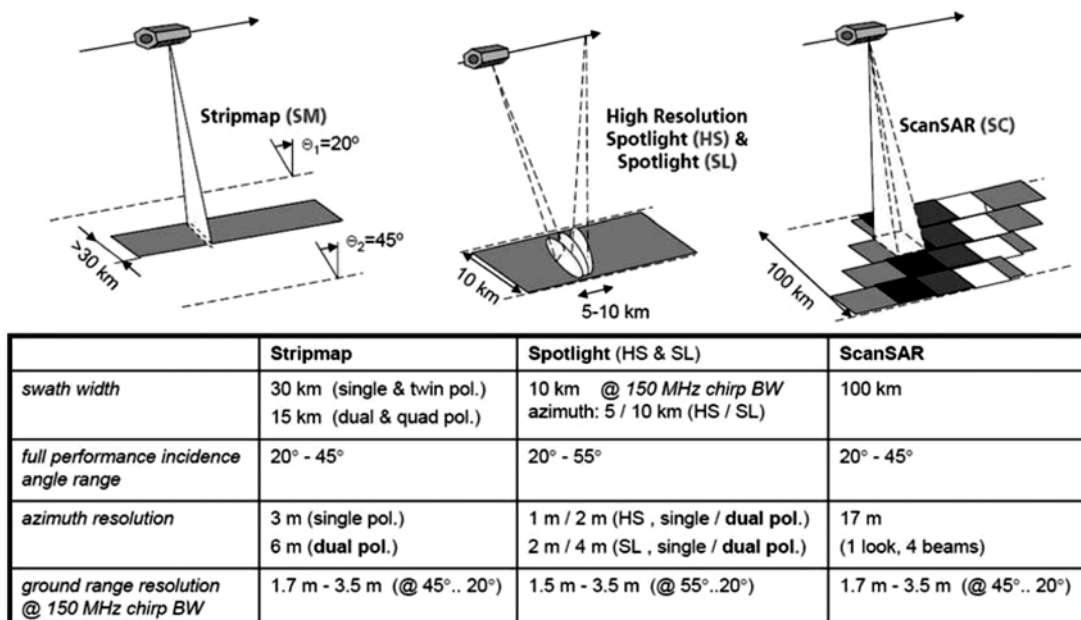 Stripmap (SM)
Θ1=20°
Θ2=45°
>30 km
High Resolution
Spotlight (HS) &
Spotlight (SL)
10 km
5-10 km
ScanSAR (SC)
100 km
Stripmap Spotlight (HS & SL) ScanSAR
swath width
30 km (single & twin pol.)
15 km (dual & quad pol.)
10 km @ 150 MHz chirp BW
azimuth: 5 / 10 km (HS / SL)
100 km
full performance incidence
angle range
20° - 45°
20° - 55°
20° - 45°
azimuth resolution
3 m (single pol.)
6 m (dual pol.)
1 m / 2 m (HS , single / dual pol.)
2 m / 4 m (SL , single / dual pol.)
17 m
(1 look, 4 beams)
ground range resolution
@ 150 MHz chirp BW
1.7 m - 3.5 m (@ 45°.. 20°)
1.5 m - 3.5 m (@ 55°..20°)
1.7 m - 3.5 m (@ 45°.. 20°)